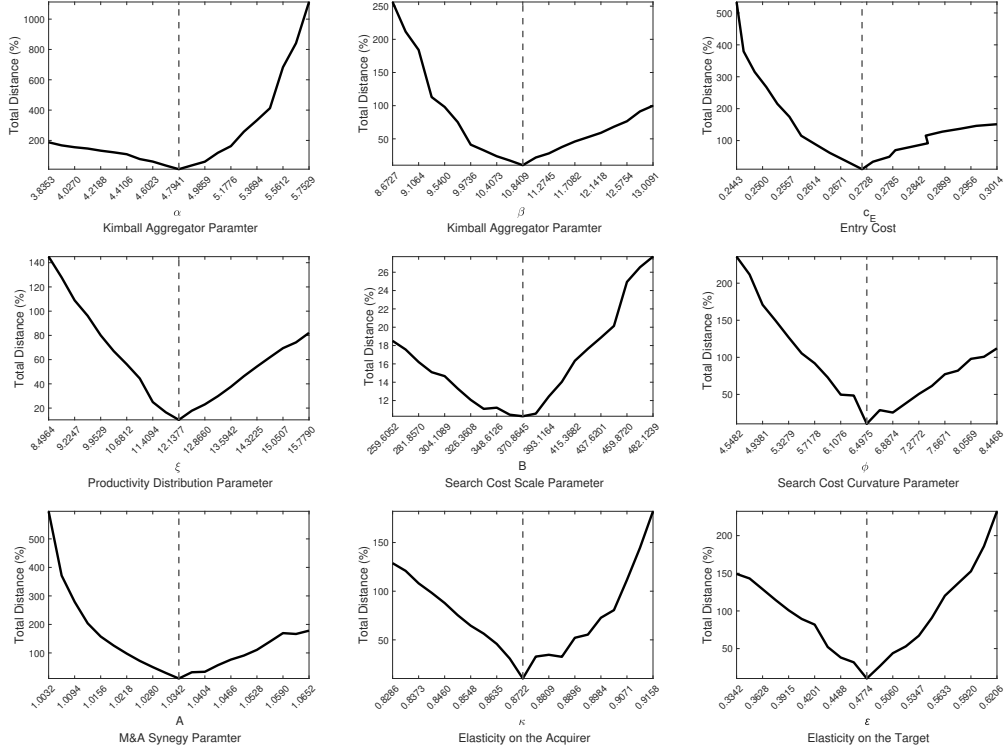 Total Distance (%)
1000
800
600
400
200
3.8353 4.0270 4.2188 4.4106 4.6023 4.7941 4.9859 5.1776 5.3694 5.5612 5.7529
α
Kimball Aggregator Paramter
Total Distance (%)
250
200
150
100
50
8.6727 9.1064 9.5400 9.9736 10.4073 10.8409 11.2745 11.7082 12.1418 12.5754 13.0091
β
Kimball Aggregator Paramter
Total Distance (%)
500
400
300
200
100
0.2443 0.2500 0.2557 0.2614 0.2671 0.2728 0.2785 0.2842 0.2899 0.2956 0.3014
c_E
Entry Cost
Total Distance (%)
140
120
100
80
60
40
20
8.4964 9.2247 9.9529 10.6812 11.4094 12.1377 12.8660 13.5942 14.3225 15.0507 15.7790
ξ
Productivity Distribution Parameter
Total Distance (%)
26
24
22
20
18
16
14
12
259.6052 281.8570 304.1089 326.3608 348.6126 370.8645 393.1164 415.3682 437.6201 459.8720 482.1239
B
Search Cost Scale Parameter
Total Distance (%)
200
150
100
50
4.5482 4.9381 5.3279 5.7178 6.1076 6.4975 6.8874 7.2772 7.6671 8.0569 8.4468
ϕ
Search Cost Curvature Parameter
Total Distance (%)
500
400
300
200
100
1.0032 1.0094 1.0156 1.0218 1.0280 1.0342 1.0404 1.0466 1.0528 1.0590 1.0652
A
M&A Synegy Paramter
Total Distance (%)
150
100
50
0.8286 0.8373 0.8460 0.8548 0.8635 0.8722 0.8809 0.8896 0.8984 0.9071 0.9158
κ
Elasticity on the Acquirer
Total Distance (%)
200
150
100
50
0.3342 0.3628 0.3915 0.4201 0.4488 0.4774 0.5060 0.5347 0.5633 0.5920 0.6206
ε
Elasticity on the Target